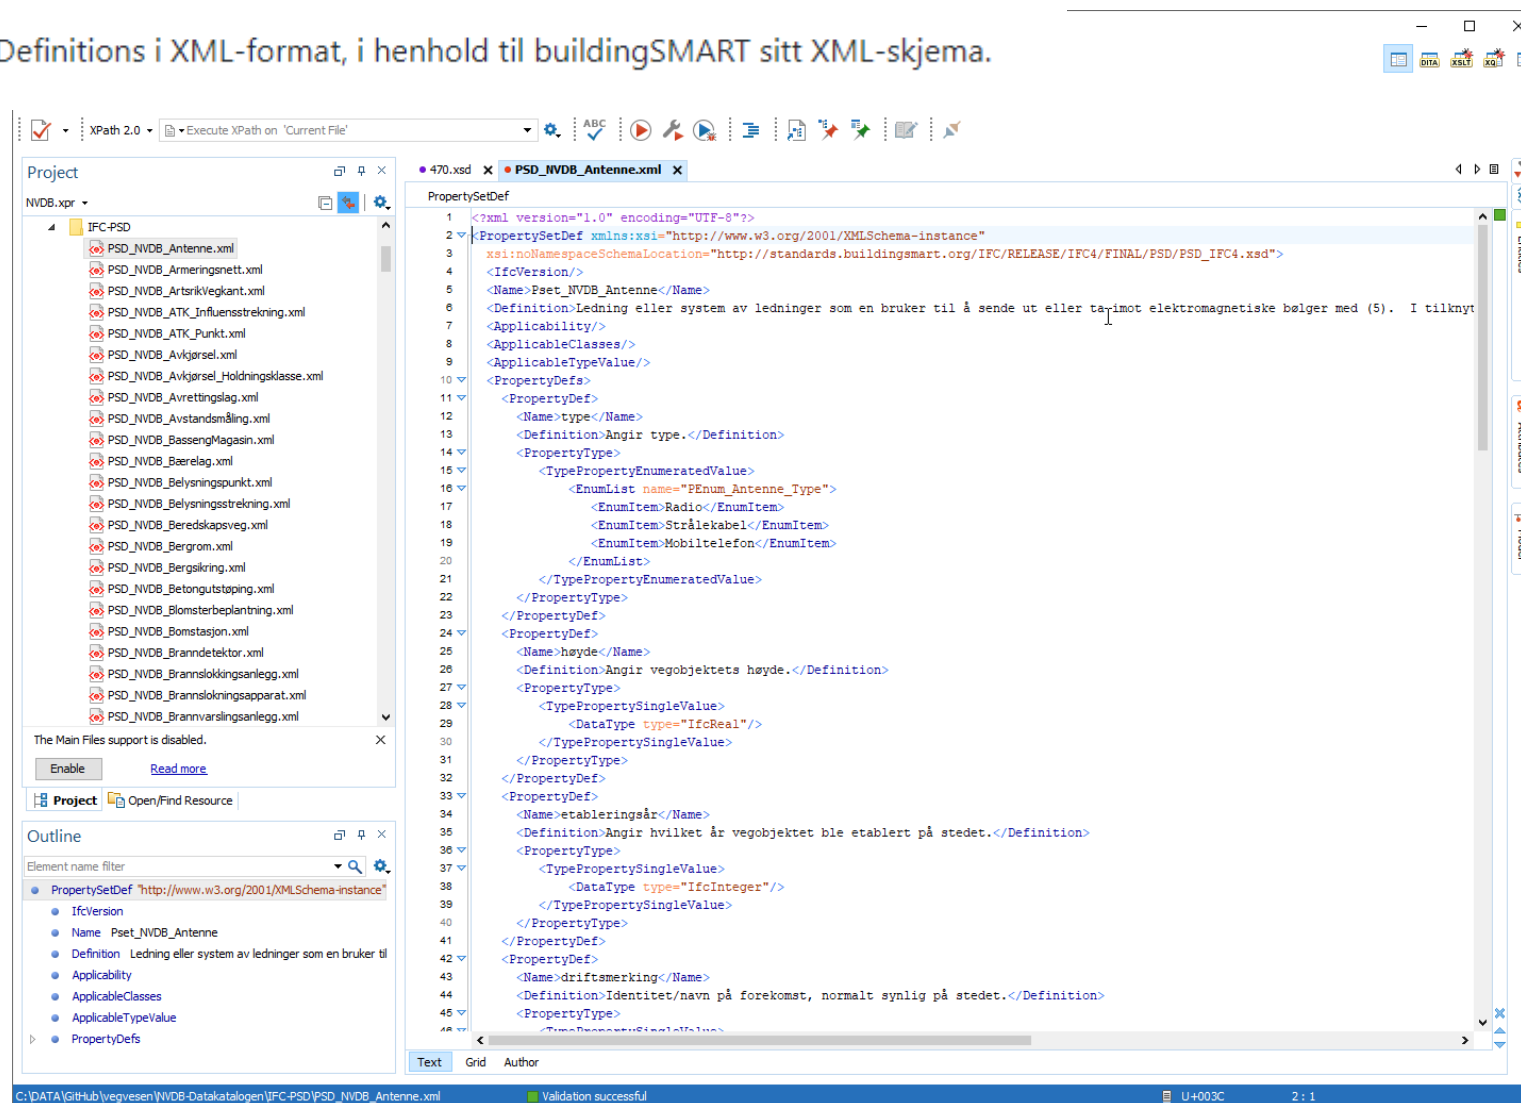 Definitions i XML-format, i henhold til buildingSMART sitt XML-skjema.
DITA XSLT XQ
XPath 2.0 Execute XPath on 'Current File' ABC
Project
NVDB.xpr
IFC-PSD
PSD_NVDB_Antenne.xml
PSD_NVDB_Armeringsnett.xml
PSD_NVDB_ArtsrikVegkant.xml
PSD_NVDB_ATK_Influensstrekning.xml
PSD_NVDB_ATK_Punkt.xml
PSD_NVDB_Avkjørsel.xml
PSD_NVDB_Avkjørsel_Holdningsklasse.xml
PSD_NVDB_Avrettingslag.xml
PSD_NVDB_Avstandsmåling.xml
PSD_NVDB_BassengMagasin.xml
PSD_NVDB_Bærelag.xml
PSD_NVDB_Belysningspunkt.xml
PSD_NVDB_Belysningsstrekning.xml
PSD_NVDB_Beredskapsveg.xml
PSD_NVDB_Bergrom.xml
PSD_NVDB_Bergsikring.xml
PSD_NVDB_Betongutstøping.xml
PSD_NVDB_Blomsterbeplantning.xml
PSD_NVDB_Bomstasjon.xml
PSD_NVDB_Branndetektor.xml
PSD_NVDB_Brannslokkingsanlegg.xml
PSD_NVDB_Brannslokningsapparat.xml
PSD_NVDB_Brannvarslingsanlegg.xml
The Main Files support is disabled.
Enable Read more
Project Open/Find Resource
Outline
Element name filter
PropertySetDef "http://www.w3.org/2001/XMLSchema-instance"
IfcVersion
Name Pset_NVDB_Antenne
Definition Ledning eller system av ledninger som en bruker til
Applicability
ApplicableClasses
ApplicableTypeValue
PropertyDefs
470.xsd PSD_NVDB_Antenne.xml
PropertySetDef
1 <?xml version="1.0" encoding="UTF-8"?>
2 <PropertySetDef xmlns:xsi="http://www.w3.org/2001/XMLSchema-instance"
3 xsi:noNamespaceSchemaLocation="http://standards.buildingsmart.org/IFC/RELEASE/IFC4/FINAL/PSD/PSD_IFC4.xsd">
4 <IfcVersion/>
5 <Name>Pset_NVDB_Antenne</Name>
6 <Definition>Ledning eller system av ledninger som en bruker til å sende ut eller ta imot elektromagnetiske bølger med (5). I tilknyt
7 <Applicability/>
8 <ApplicableClasses/>
9 <ApplicableTypeValue/>
10 <PropertyDefs>
11 <PropertyDef>
12 <Name>type</Name>
13 <Definition>Angir type.</Definition>
14 <PropertyType>
15 <TypePropertyEnumeratedValue>
16 <EnumList name="PEnum_Antenne_Type">
17 <EnumItem>Radio</EnumItem>
18 <EnumItem>Strålekabel</EnumItem>
19 <EnumItem>Mobiltelefon</EnumItem>
20 </EnumList>
21 </TypePropertyEnumeratedValue>
22 </PropertyType>
23 </PropertyDef>
24 <PropertyDef>
25 <Name>høyde</Name>
26 <Definition>Angir vegobjektets høyde.</Definition>
27 <PropertyType>
28 <TypePropertySingleValue>
29 <DataType type="IfcReal"/>
30 </TypePropertySingleValue>
31 </PropertyType>
32 </PropertyDef>
33 <PropertyDef>
34 <Name>etableringsår</Name>
35 <Definition>Angir hvilket år vegobjektet ble etablert på stedet.</Definition>
36 <PropertyType>
37 <TypePropertySingleValue>
38 <DataType type="IfcInteger"/>
39 </TypePropertySingleValue>
40 </PropertyType>
41 </PropertyDef>
42 <PropertyDef>
43 <Name>driftsmerking</Name>
44 <Definition>Identitet/navn på forekomst, normalt synlig på stedet.</Definition>
45 <PropertyType>
46 <TypePropertySingleValue>
Text Grid Author
C:\DATA\GitHub\vegvesen\NVDB-Datakatalogen\IFC-PSD\PSD_NVDB_Antenne.xml Validation successful U+003C 2:1